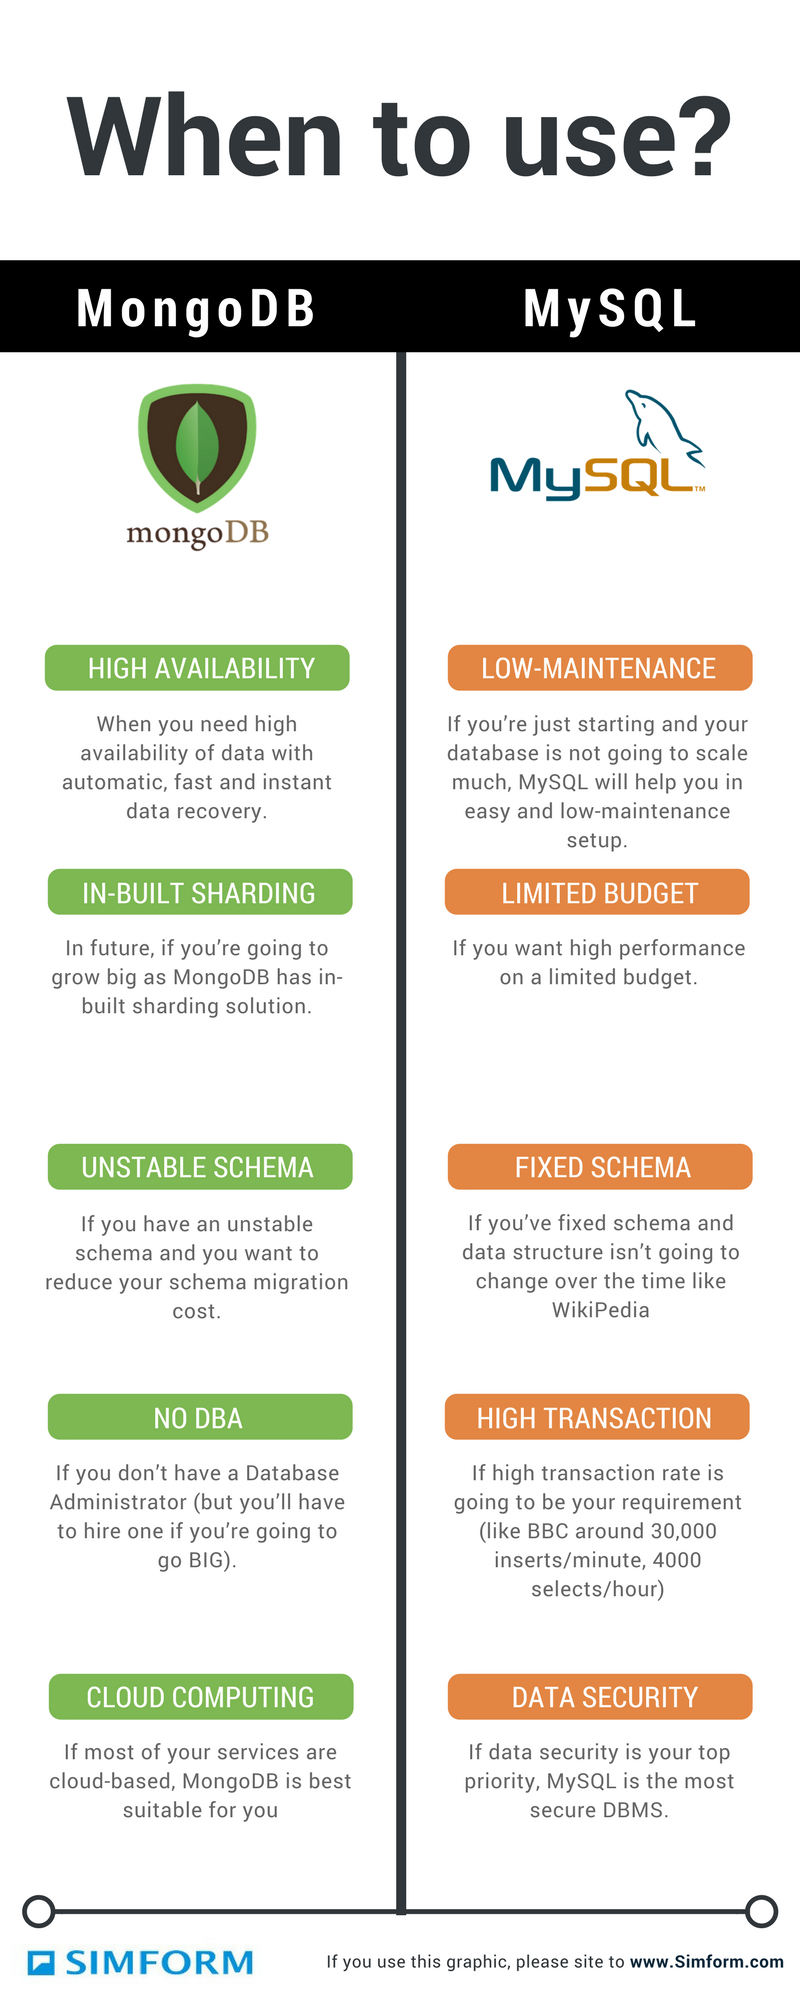 When to use?
MongoDB
MySQL
mongoDB
MySQL™
HIGH AVAILABILITY
When you need high
availability of data with
automatic, fast and instant
data recovery.
LOW-MAINTENANCE
If you’re just starting and your
database is not going to scale
much, MySQL will help you in
easy and low-maintenance
setup.
IN-BUILT SHARDING
In future, if you’re going to
grow big as MongoDB has in-
built sharding solution.
LIMITED BUDGET
If you want high performance
on a limited budget.
UNSTABLE SCHEMA
If you have an unstable
schema and you want to
reduce your schema migration
cost.
FIXED SCHEMA
If you’ve fixed schema and
data structure isn’t going to
change over the time like
WikiPedia
NO DBA
If you don’t have a Database
Administrator (but you’ll have
to hire one if you’re going to
go BIG).
HIGH TRANSACTION
If high transaction rate is
going to be your requirement
(like BBC around 30,000
inserts/minute, 4000
selects/hour)
CLOUD COMPUTING
If most of your services are
cloud-based, MongoDB is best
suitable for you
DATA SECURITY
If data security is your top
priority, MySQL is the most
secure DBMS.
SIMFORM
If you use this graphic, please site to www.Simform.com